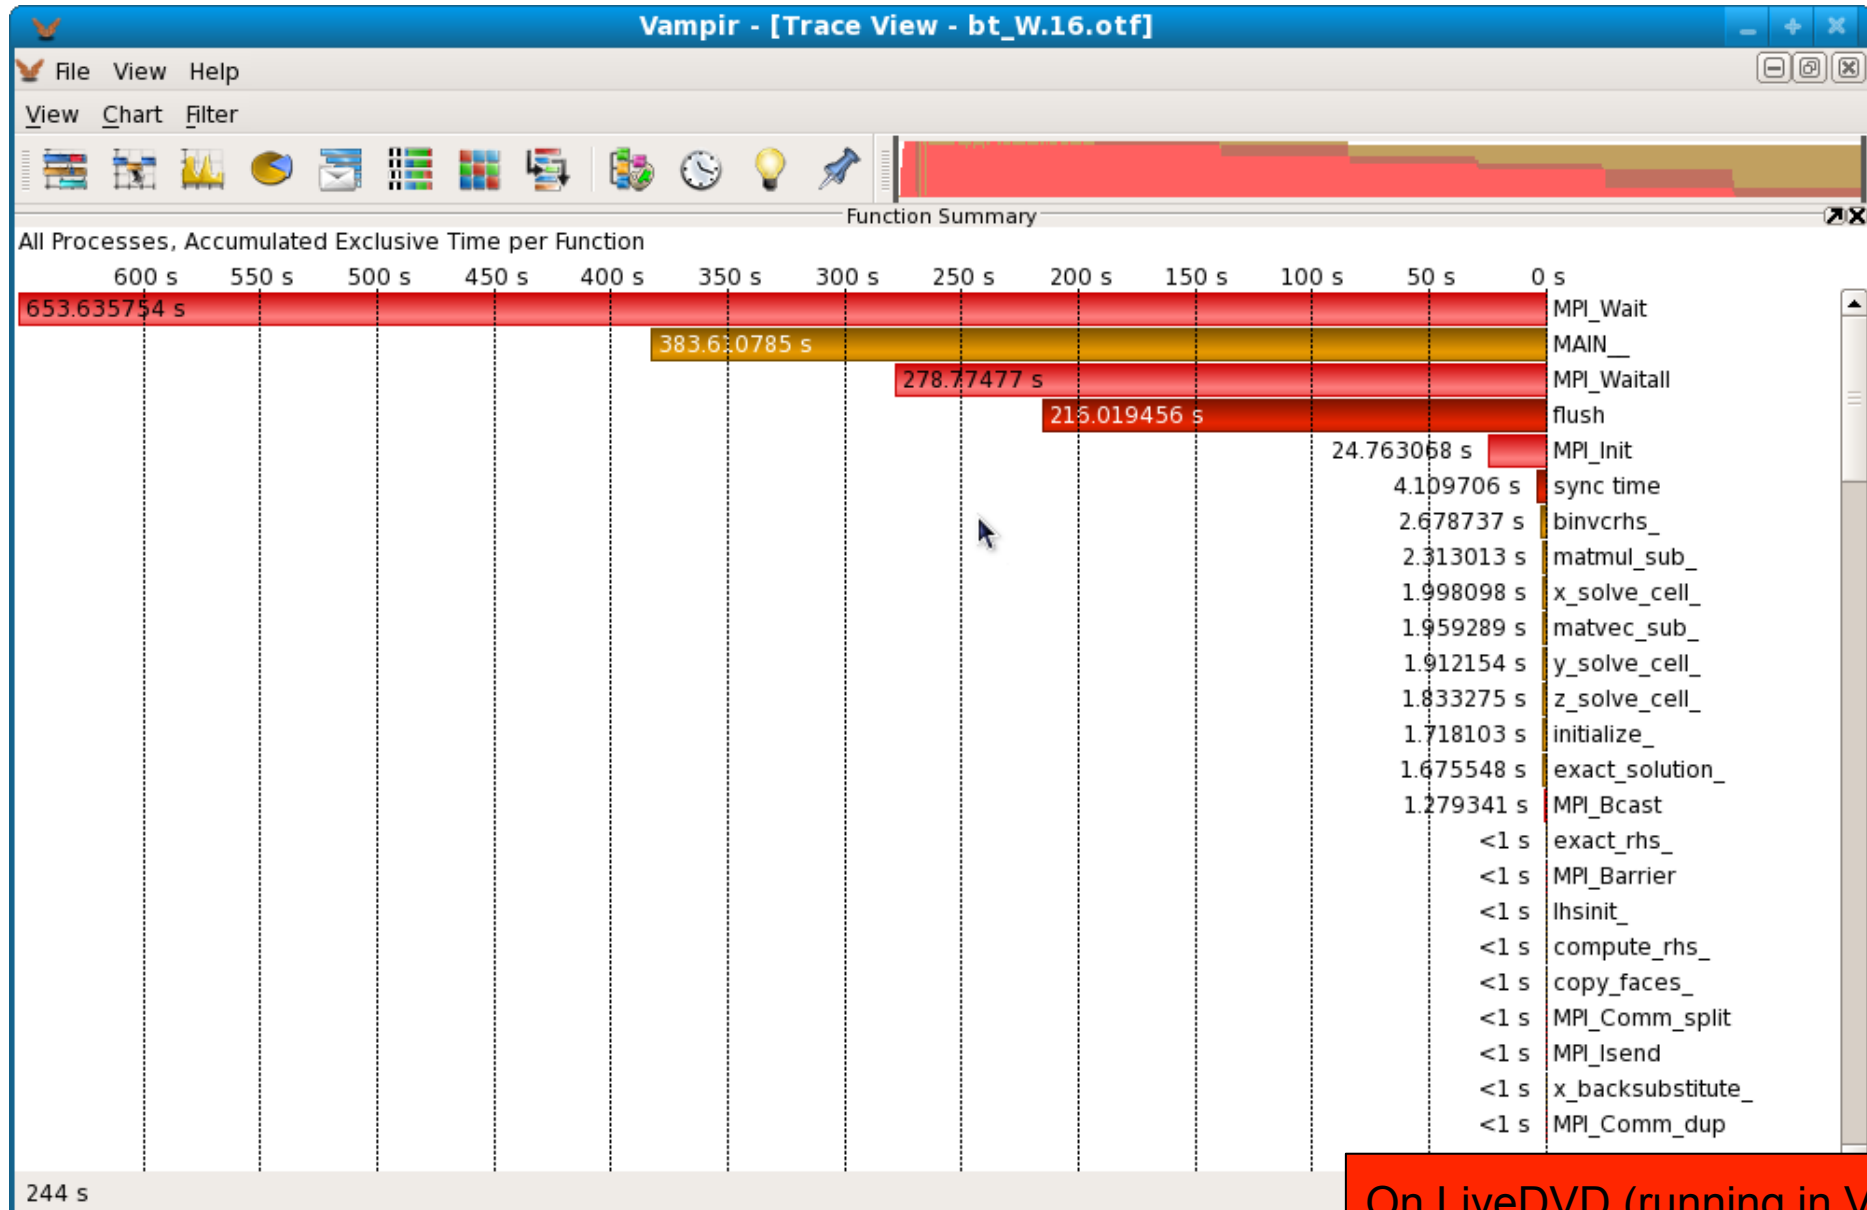 Vampir - [Trace View - bt_W.16.otf]
File View Help
View Chart Filter
Function Summary
All Processes, Accumulated Exclusive Time per Function
600 s 550 s 500 s 450 s 400 s 350 s 300 s 250 s 200 s 150 s 100 s 50 s 0 s
653.635754 s MPI_Wait
383.610785 s MAIN__
278.77477 s MPI_Waitall
216.019456 s flush
24.763068 s MPI_Init
4.109706 s sync time
2.678737 s binvcrhs_
2.313013 s matmul_sub_
1.998098 s x_solve_cell_
1.959289 s matvec_sub_
1.912154 s y_solve_cell_
1.833275 s z_solve_cell_
1.718103 s initialize_
1.675548 s exact_solution_
1.279341 s MPI_Bcast
<1 s exact_rhs_
<1 s MPI_Barrier
<1 s lhsinit_
<1 s compute_rhs_
<1 s copy_faces_
<1 s MPI_Comm_split
<1 s MPI_Isend
<1 s x_backsubstitute_
<1 s MPI_Comm_dup
244 s
On LiveDVD (running in V